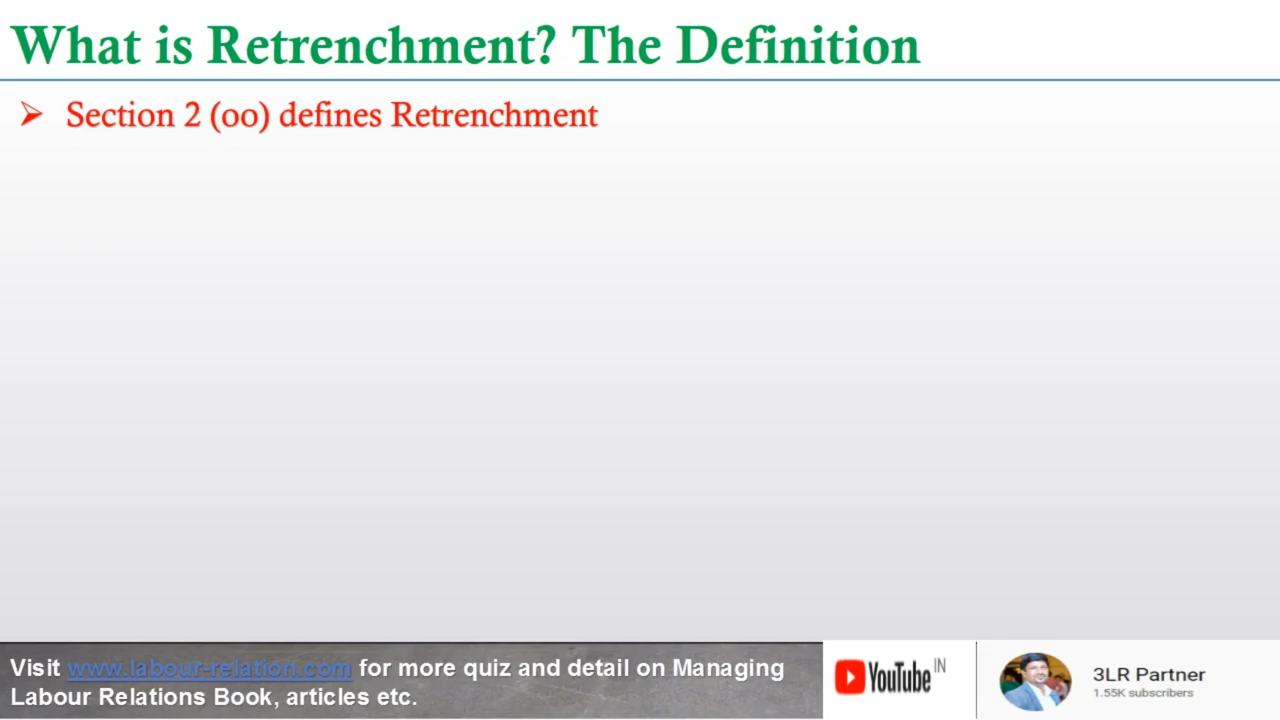 What is Retrenchment? The Definition
Section 2 (oo) defines Retrenchment
Visit www.labour-relation.com for more quiz and detail on Managing
Labour Relations Book, articles etc.
YouTube IN
3LR Partner
1.55K subscribers